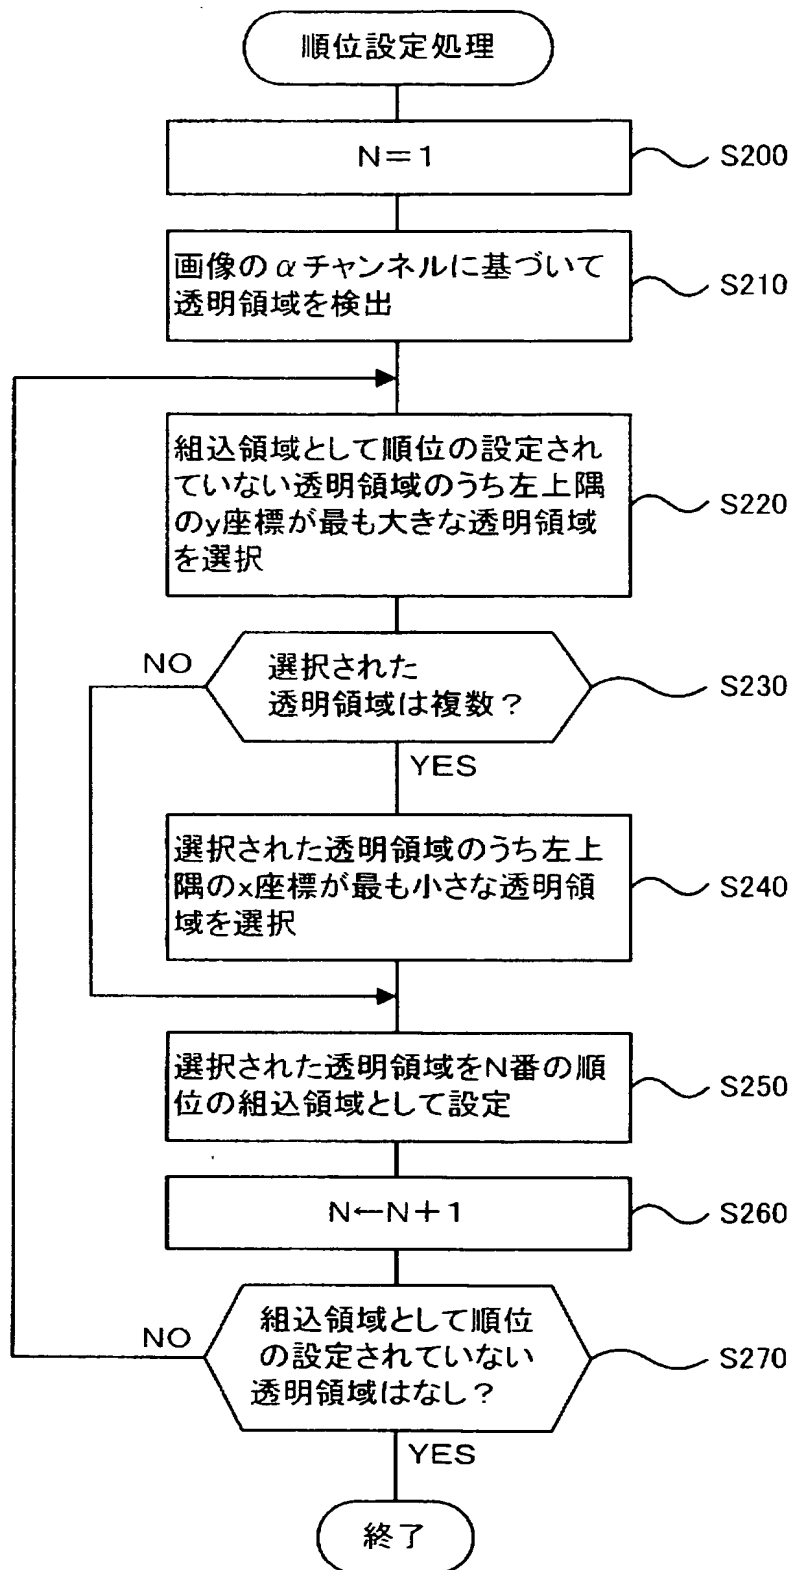 順位設定処理
N=1
S200
画像のαチャンネルに基づいて
透明領域を検出
S210
組込領域として順位の設定され
ていない透明領域のうち左上隅
のy座標が最も大きな透明領域
を選択
S220
選択された
透明領域は複数?
S230
NO
YES
選択された透明領域のうち左上
隅のx座標が最も小さな透明領
域を選択
S240
選択された透明領域をN番の順
位の組込領域として設定
S250
N←N+1
S260
組込領域として順位
の設定されていない
透明領域はなし?
S270
NO
YES
終了